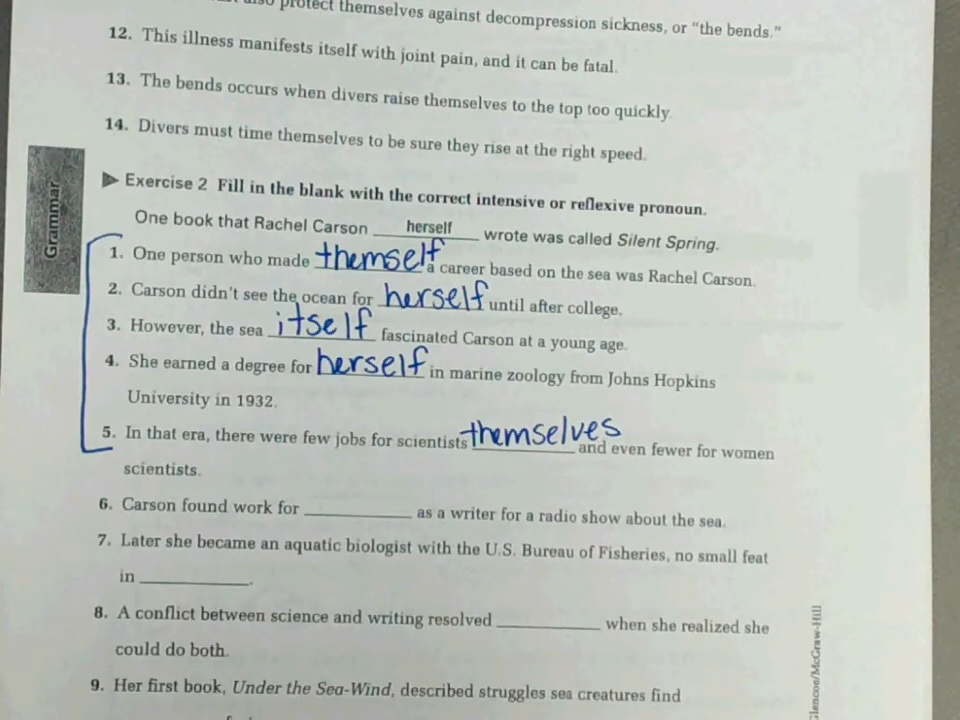 protect themselves against decompression sickness, or “the bends.”
12. This illness manifests itself with joint pain, and it can be fatal.
13. The bends occurs when divers raise themselves to the top too quickly.
14. Divers must time themselves to be sure they rise at the right speed.
Grammar
Exercise 2 Fill in the blank with the correct intensive or reflexive pronoun.
One book that Rachel Carson herself wrote was called Silent Spring.
1. One person who made themself a career based on the sea was Rachel Carson.
2. Carson didn't see the ocean for herself until after college.
3. However, the sea itself fascinated Carson at a young age.
4. She earned a degree for herself in marine zoology from Johns Hopkins
University in 1932.
5. In that era, there were few jobs for scientists themselves and even fewer for women
scientists.
6. Carson found work for ____ as a writer for a radio show about the sea.
7. Later she became an aquatic biologist with the U.S. Bureau of Fisheries, no small feat
in ____.
8. A conflict between science and writing resolved ____ when she realized she
could do both.
9. Her first book, Under the Sea-Wind, described struggles sea creatures find
Glencoe/McGraw-Hill